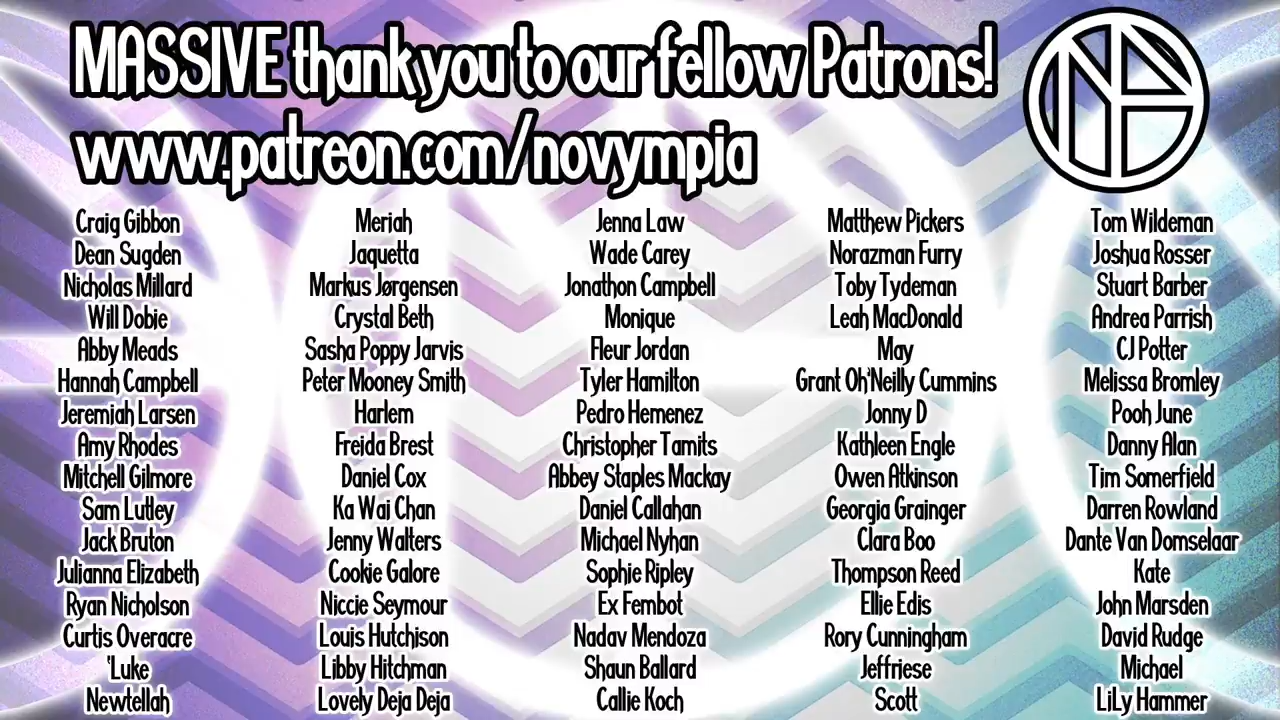 MASSIVE thank you to our fellow Patrons!
www.patreon.com/novympia
Craig Gibbon
Dean Sugden
Nicholas Millard
Will Dobie
Abby Meads
Hannah Campbell
Jeremiah Larsen
Amy Rhodes
Mitchell Gilmore
Sam Lutley
Jack Bruton
Julianna Elizabeth
Ryan Nicholson
Curtis Overacre
'Luke
Newtellah
Meriah
Jaquetta
Markus Jørgensen
Crystal Beth
Sasha Poppy Jarvis
Peter Mooney Smith
Harlem
Freida Brest
Daniel Cox
Ka Wai Chan
Jenny Walters
Cookie Galore
Niccie Seymour
Louis Hutchison
Libby Hitchman
Lovely Deja Deja
Jenna Law
Wade Carey
Jonathon Campbell
Monique
Fleur Jordan
Tyler Hamilton
Pedro Hemenez
Christopher Tamits
Abbey Staples Mackay
Daniel Callahan
Michael Nyhan
Sophie Ripley
Ex Fembot
Nadav Mendoza
Shaun Ballard
Callie Koch
Matthew Pickers
Norazman Furry
Toby Tydeman
Leah MacDonald
May
Grant Oh'Neilly Cummins
Jonny D
Kathleen Engle
Owen Atkinson
Georgia Grainger
Clara Boo
Thompson Reed
Ellie Edis
Rory Cunningham
Jeffriese
Scott
Tom Wildeman
Joshua Rosser
Stuart Barber
Andrea Parrish
CJ Potter
Melissa Bromley
Pooh June
Danny Alan
Tim Somerfield
Darren Rowland
Dante Van Domselaar
Kate
John Marsden
David Rudge
Michael
LiLy Hammer